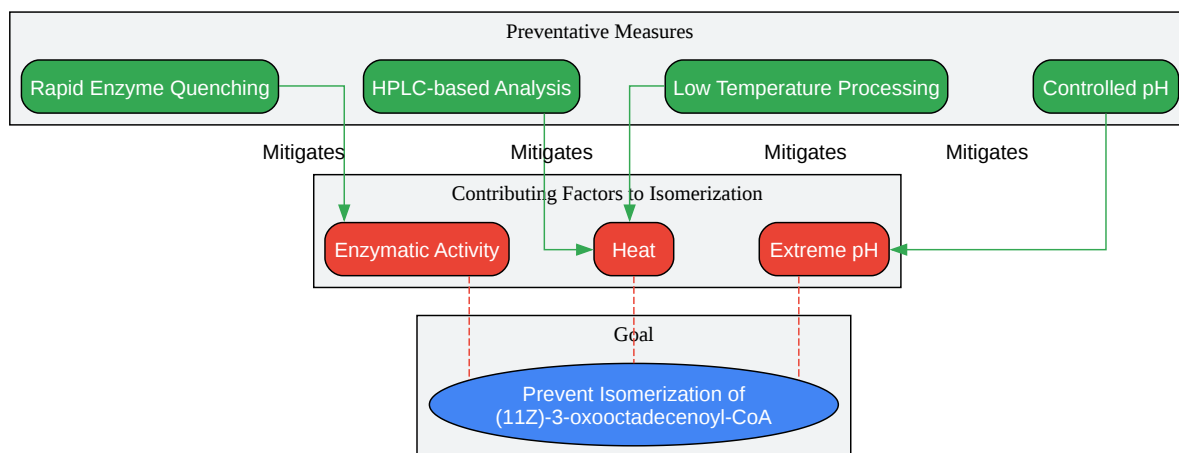 Preventative Measures
Rapid Enzyme Quenching
HPLC-based Analysis
Low Temperature Processing
Controlled pH
Mitigates
Mitigates
Mitigates
Mitigates
Contributing Factors to Isomerization
Enzymatic Activity
Heat
Extreme pH
Goal
Prevent Isomerization of
(11Z)-3-oxooctadecenoyl-CoA